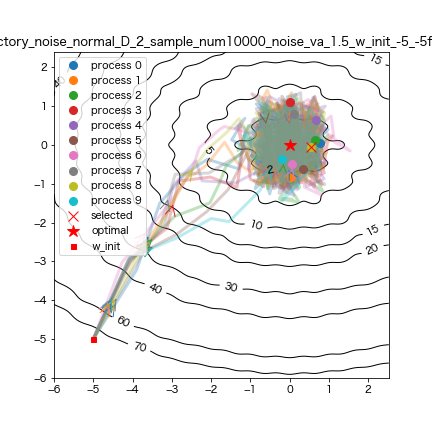 ctory_noise_normal_D_2_sample_num10000_noise_va_1.5_w_init_-5_-5f
process 0
process 1
process 2
process 3
process 4
process 5
process 6
process 7
process 8
process 9
selected
optimal
w_init
2
1
0
−1
−2
−3
−4
−5
−6
−6
−5
−4
−3
−2
−1
0
1
2
15
5
2
10
15
20
30
40
60
70